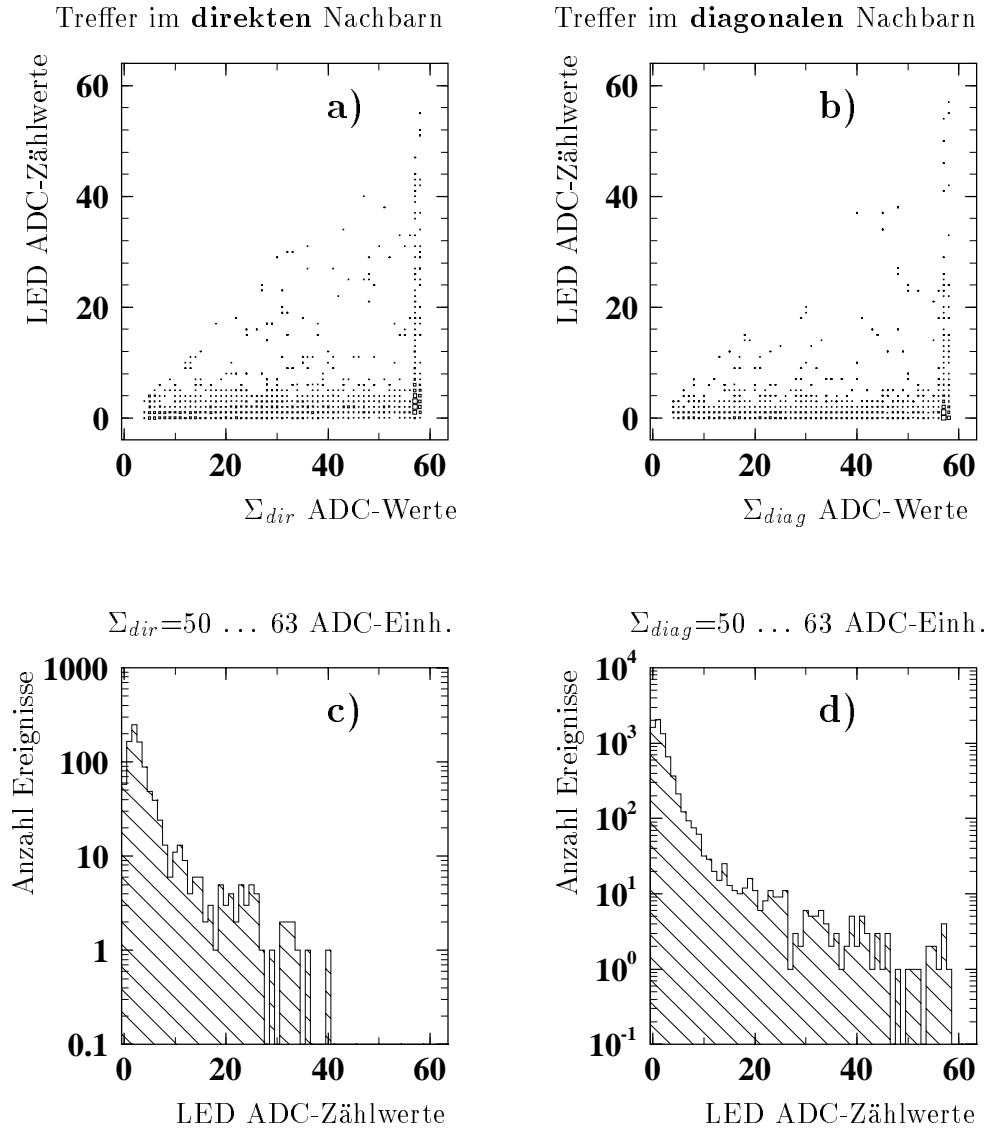 Treffer im direkten Nachbarn
Treffer im diagonalen Nachbarn
LED ADC-Zählwerte
60
40
20
0
a)
0 20 40 60
Σdir ADC-Werte
LED ADC-Zählwerte
60
40
20
0
b)
0 20 40 60
Σdiag ADC-Werte
Σdir=50 ... 63 ADC-Einh.
Anzahl Ereignisse
1000
100
10
1
0.1
c)
0 20 40 60
LED ADC-Zählwerte
Σdiag=50 ... 63 ADC-Einh.
Anzahl Ereignisse
10^4
10^3
10^2
10^1
10^0
10^-1
d)
0 20 40 60
LED ADC-Zählwerte